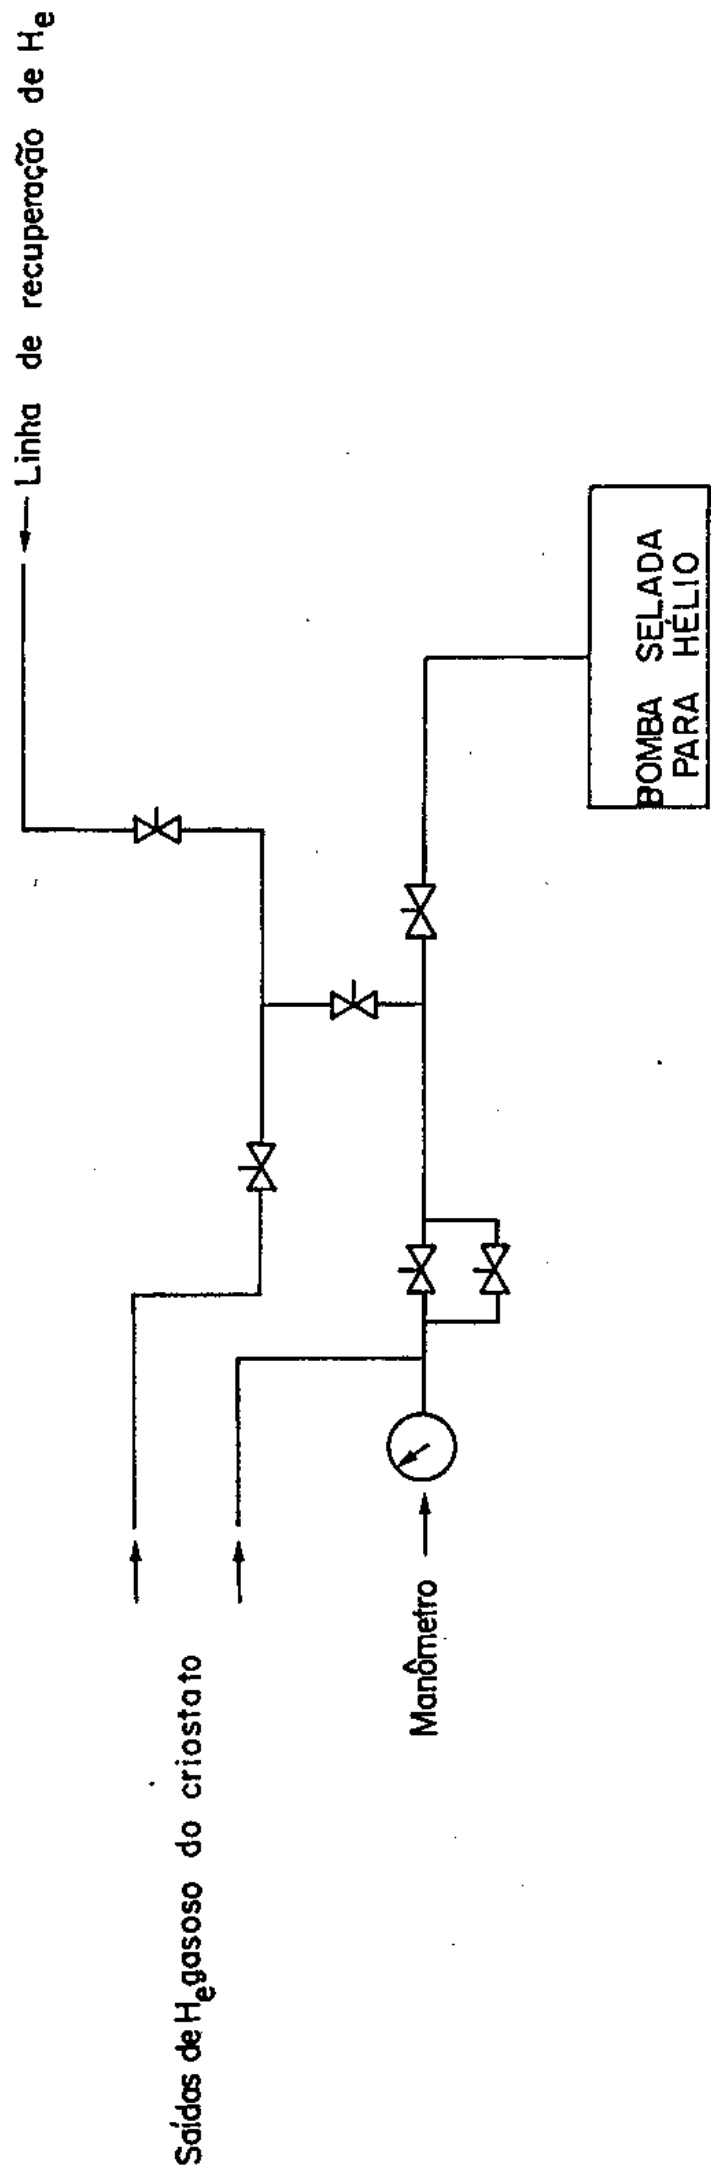 Linha de recuperação de He
BOMBA SELADA
PARA HÉLIO
Manômetro
Saídas de He gasoso do criostato